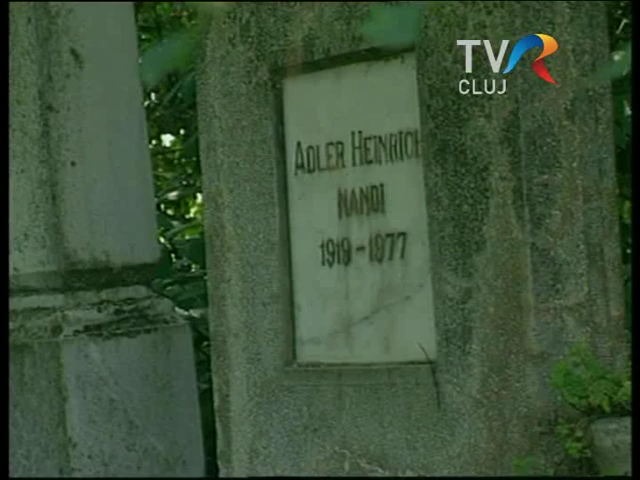 TVR
CLUJ
ADLER HEINRICH
NANDI
1919-1977